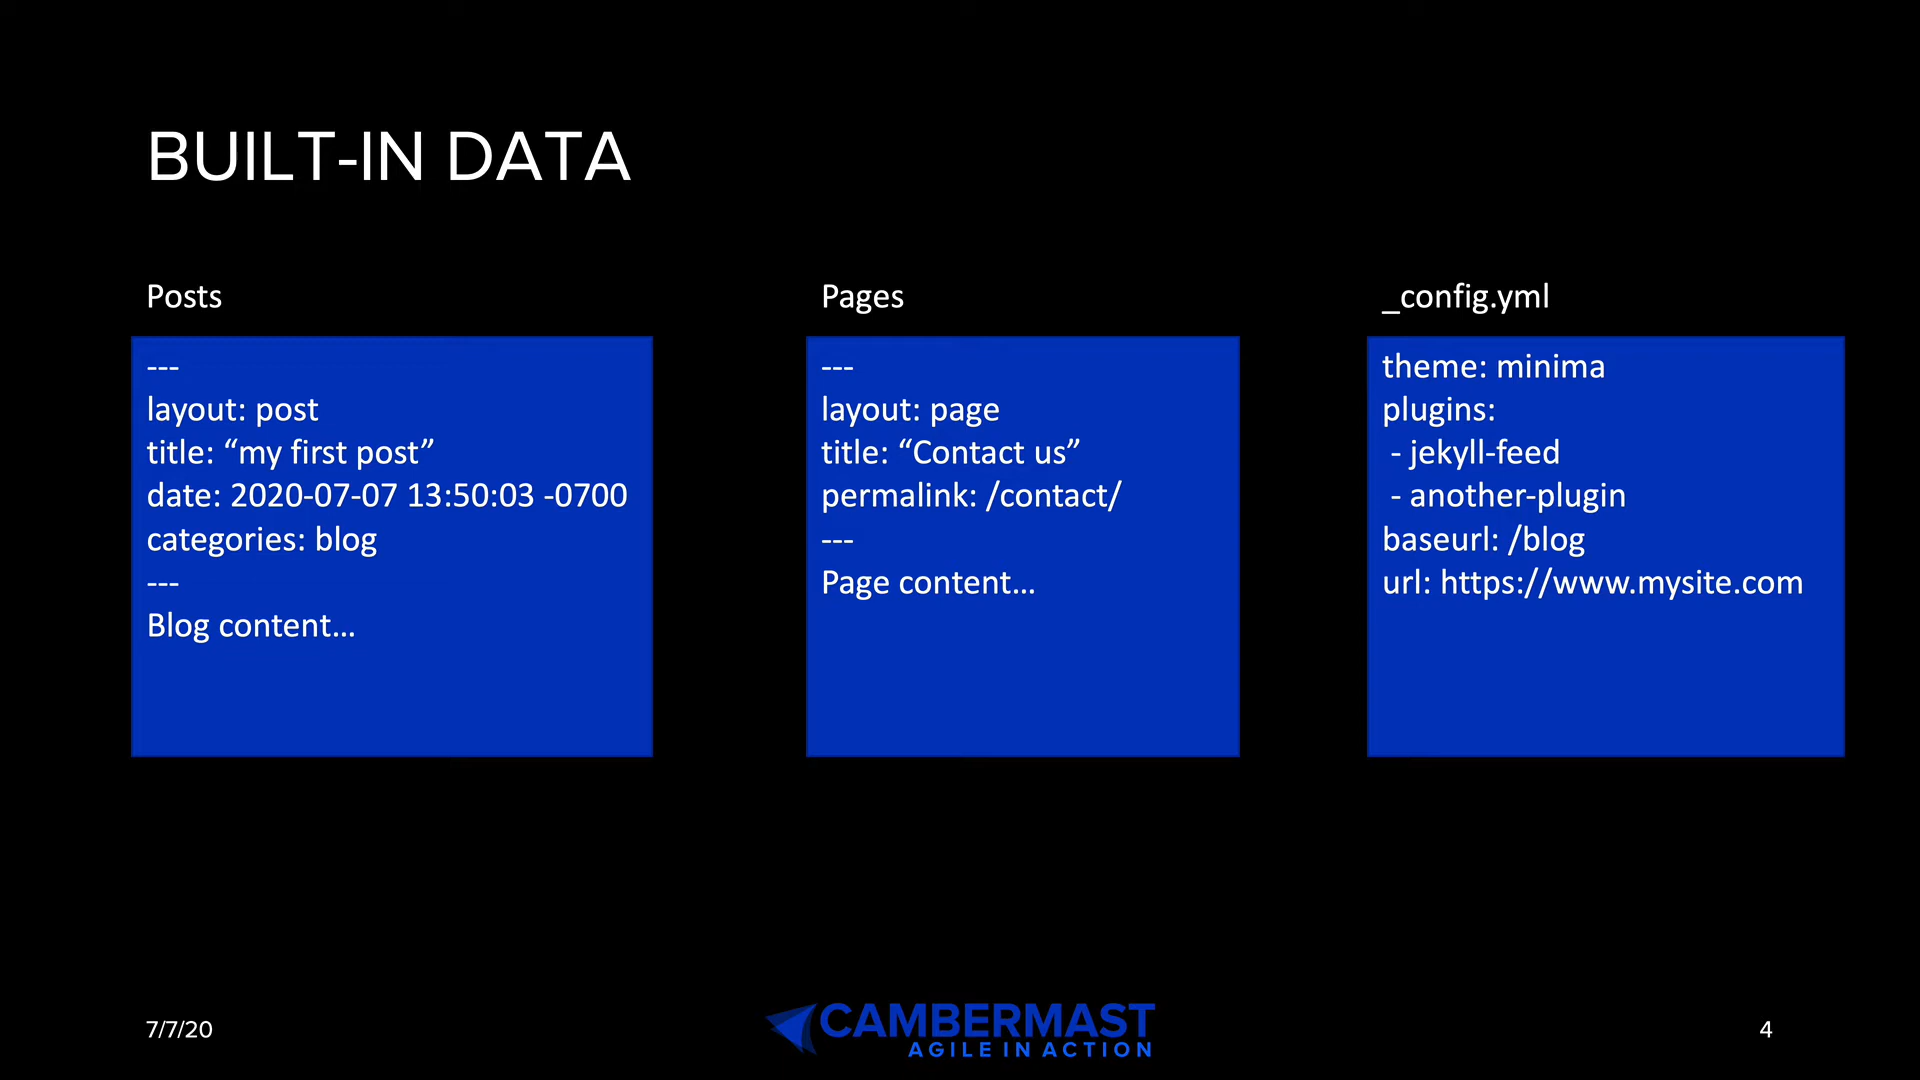 BUILT-IN DATA
Posts
---
layout: post
title: “my first post”
date: 2020-07-07 13:50:03 -0700
categories: blog
---
Blog content…
Pages
---
layout: page
title: “Contact us”
permalink: /contact/
---
Page content…
_config.yml
theme: minima
plugins:
- jekyll-feed
- another-plugin
baseurl: /blog
url: https://www.mysite.com
7/7/20
CAMBERMAST
AGILE IN ACTION
4